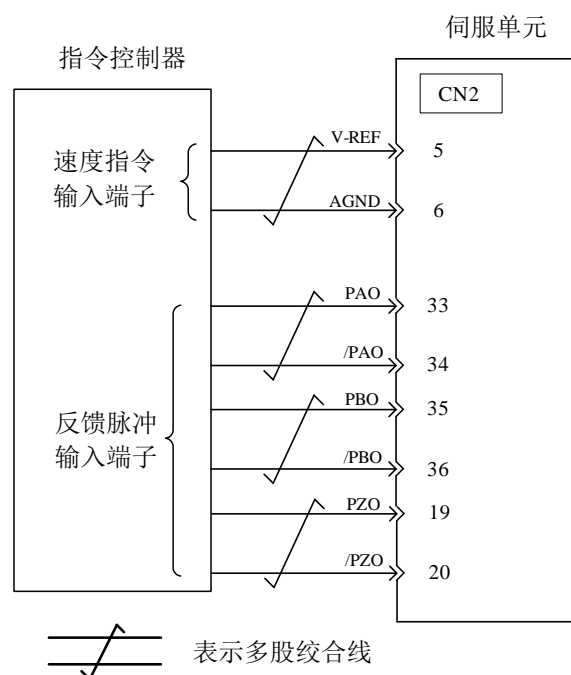 伺服单元
指令控制器
CN2
速度指令
输入端子
V-REF
5
AGND
6
PAO
33
/PAO
34
反馈脉冲
输入端子
PBO
35
/PBO
36
PZO
19
/PZO
20
表示多股绞合线